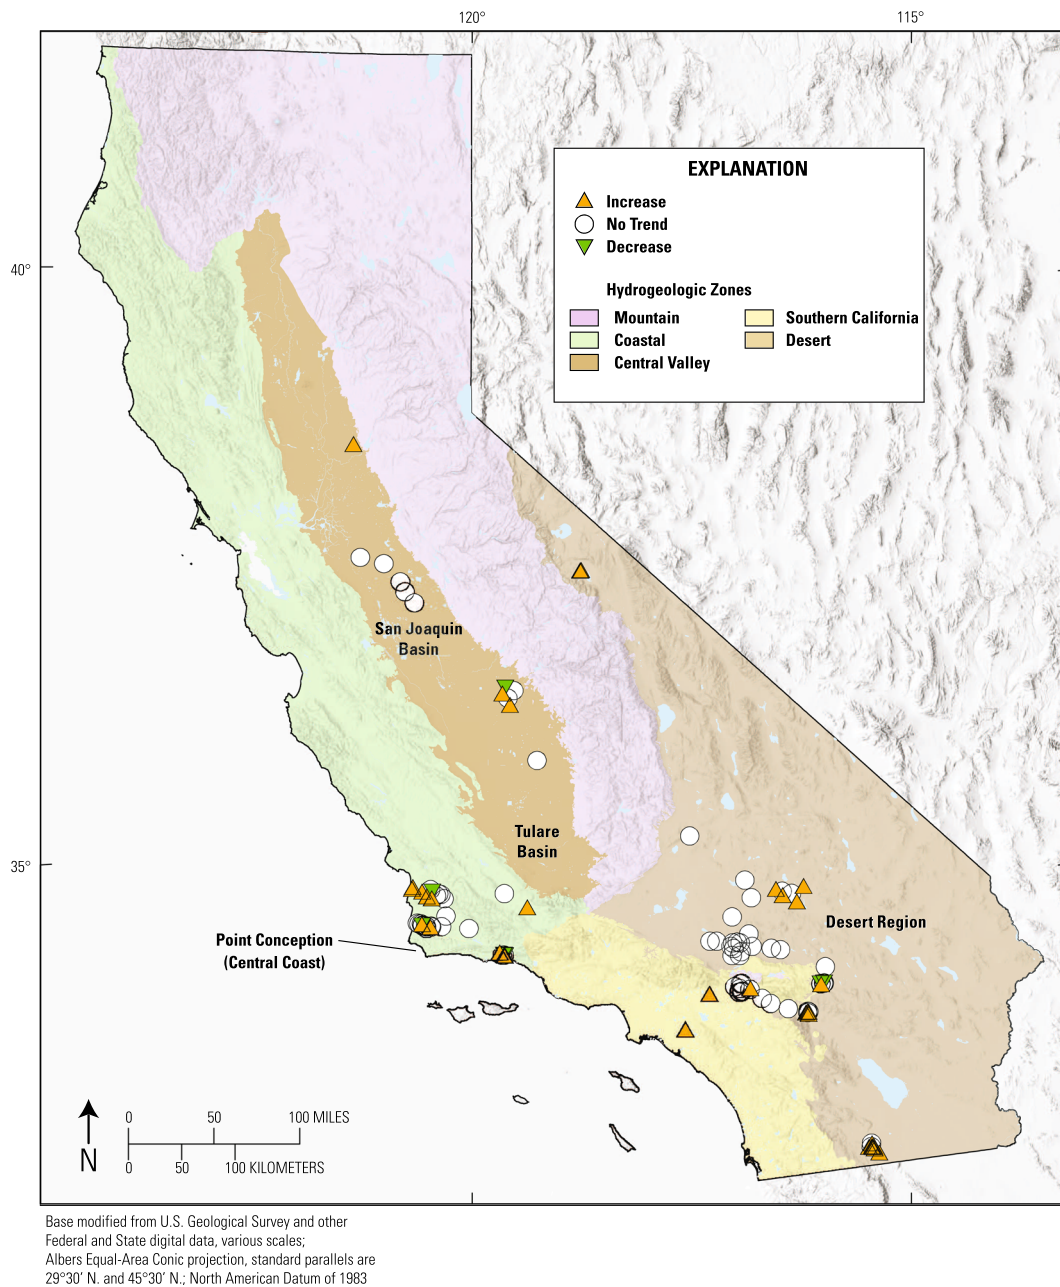 120°
115°
40°
35°
EXPLANATION
Increase
No Trend
Decrease
Hydrogeologic Zones
Mountain
Coastal
Central Valley
Southern California
Desert
San Joaquin
Basin
Tulare
Basin
Desert Region
Point Conception
(Central Coast)
0 50 100 MILES
0 50 100 KILOMETERS
N
Base modified from U.S. Geological Survey and other
Federal and State digital data, various scales;
Albers Equal-Area Conic projection, standard parallels are
29°30′ N. and 45°30′ N.; North American Datum of 1983